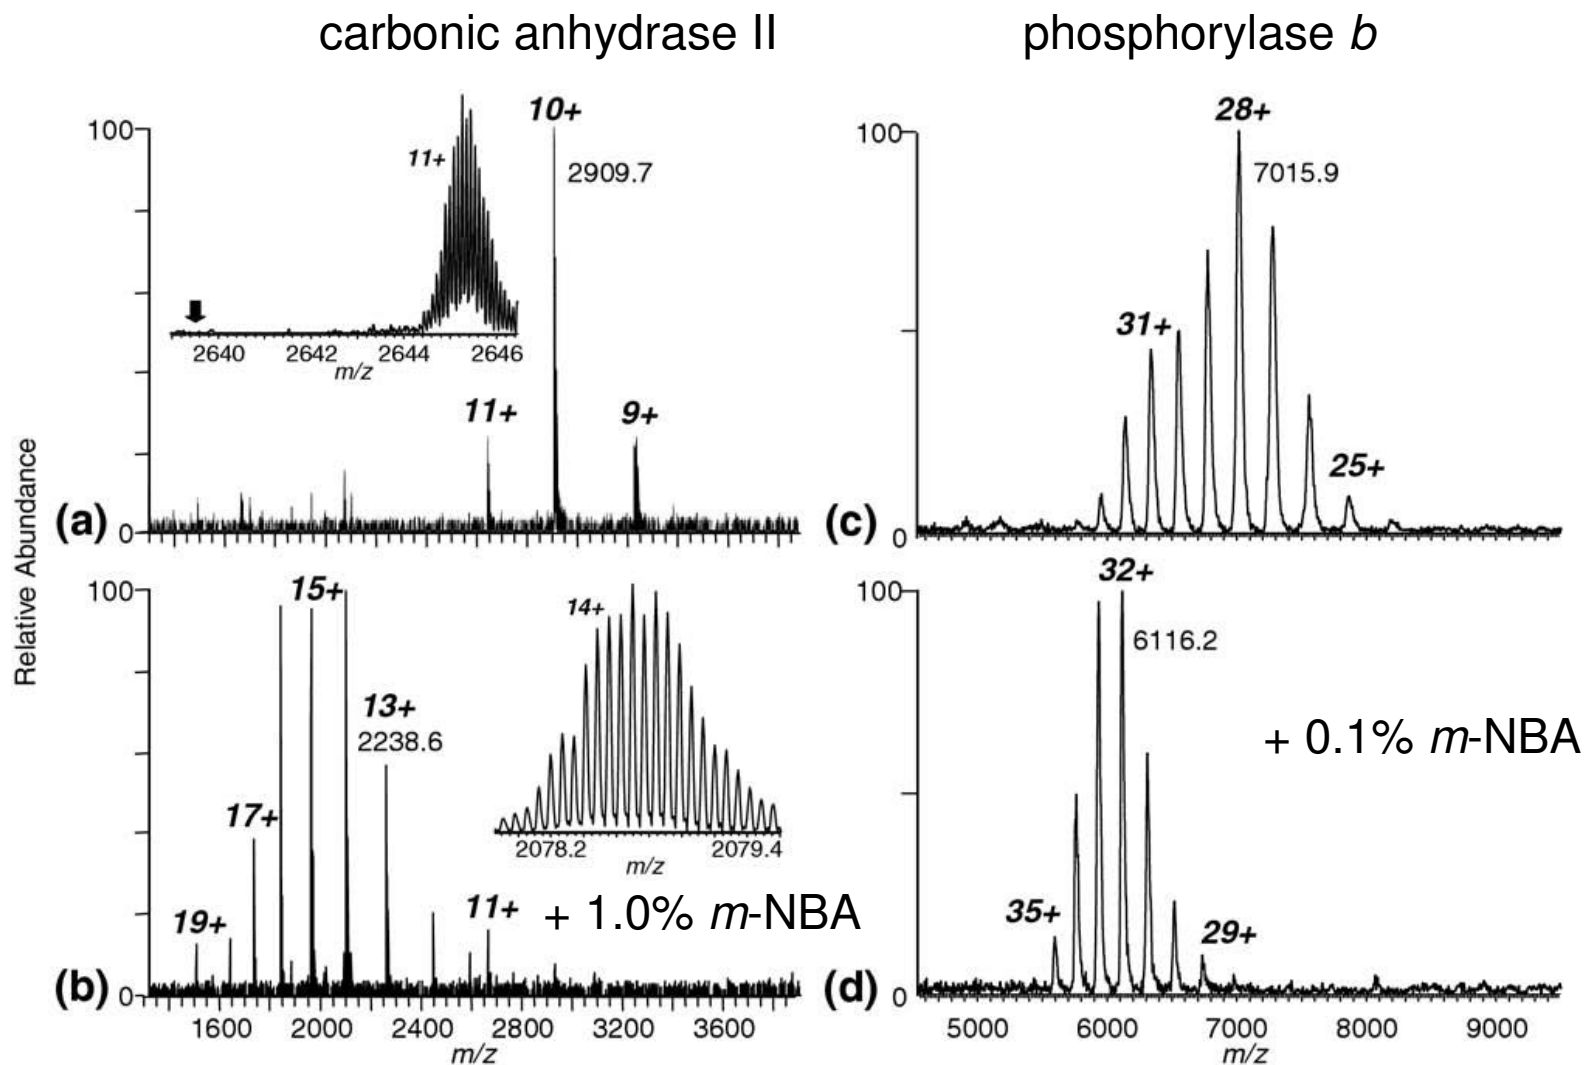 carbonic anhydrase II
phosphorylase b
Relative Abundance
(a)
100
0
10+
2909.7
11+
9+
11+
2640 2642 2644 2646
m/z
(c)
100
0
28+
7015.9
31+
25+
(b)
100
0
15+
13+
2238.6
17+
19+
11+
+ 1.0% m-NBA
14+
2078.2 2079.4
m/z
1600 2000 2400 2800 3200 3600
m/z
(d)
100
0
32+
6116.2
+ 0.1% m-NBA
35+
29+
5000 6000 7000 8000 9000
m/z